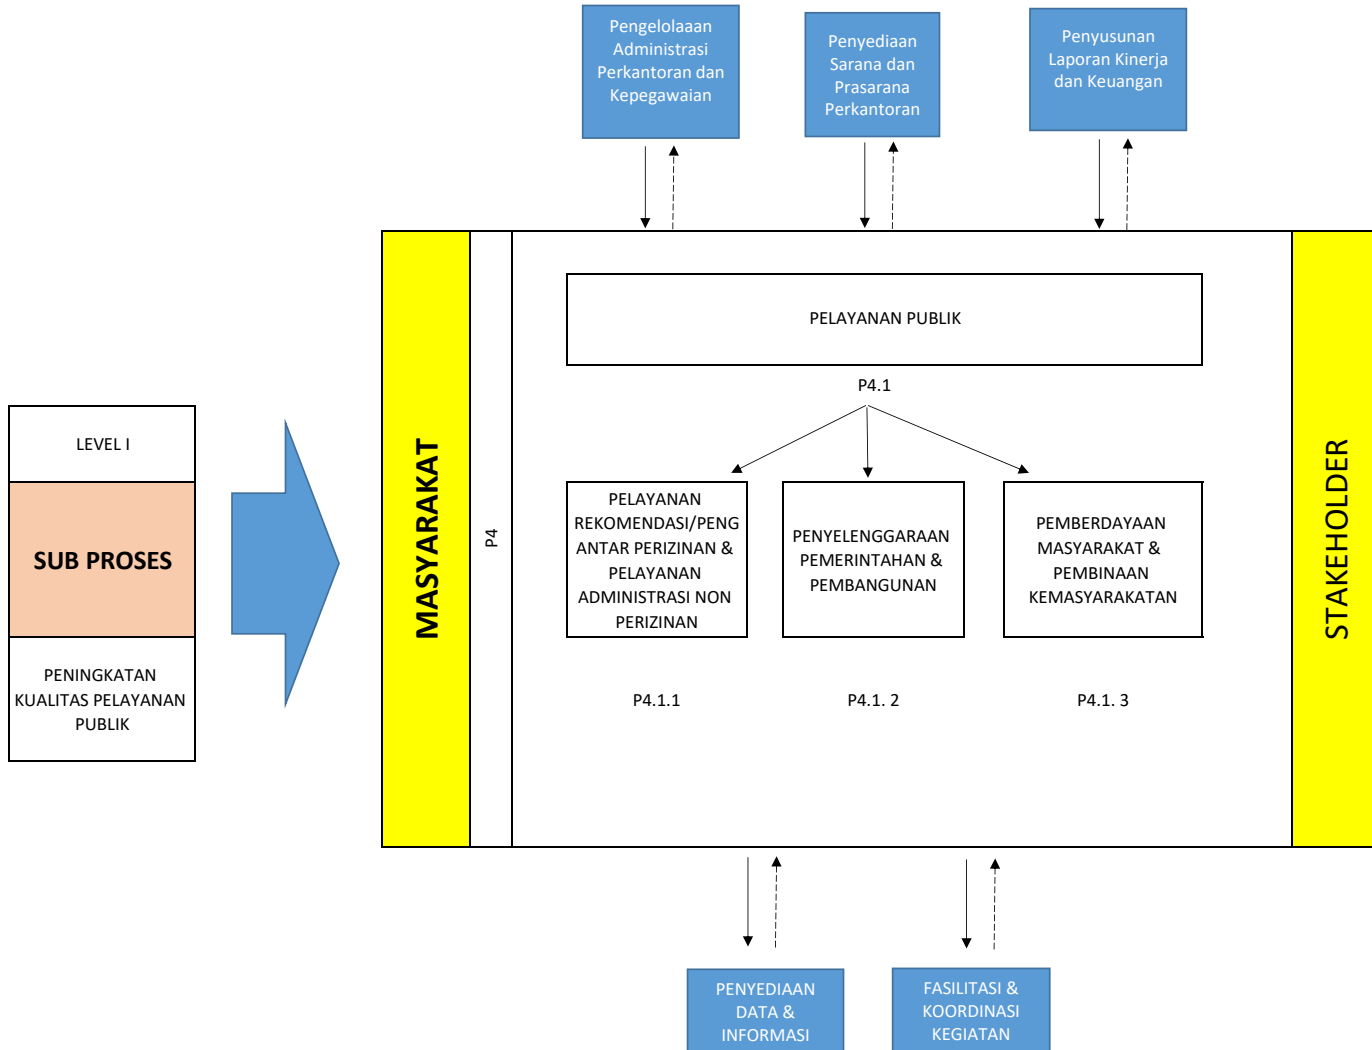 Pengelolaaan
Administrasi
Perkantoran dan
Kepegawaian
Penyediaan
Sarana dan
Prasarana
Perkantoran
Penyusunan
Laporan Kinerja
dan Keuangan
LEVEL I
SUB PROSES
PENINGKATAN
KUALITAS PELAYANAN
PUBLIK
MASYARAKAT
P4
PELAYANAN PUBLIK
P4.1
PELAYANAN
REKOMENDASI/PENG
ANTAR PERIZINAN &
PELAYANAN
ADMINISTRASI NON
PERIZINAN
PENYELENGGARAAN
PEMERINTAHAN &
PEMBANGUNAN
PEMBERDAYAAN
MASYARAKAT &
PEMBINAAN
KEMASYARAKATAN
P4.1.1
P4.1. 2
P4.1. 3
STAKEHOLDER
PENYEDIAAN
DATA &
INFORMASI
FASILITASI &
KOORDINASI
KEGIATAN